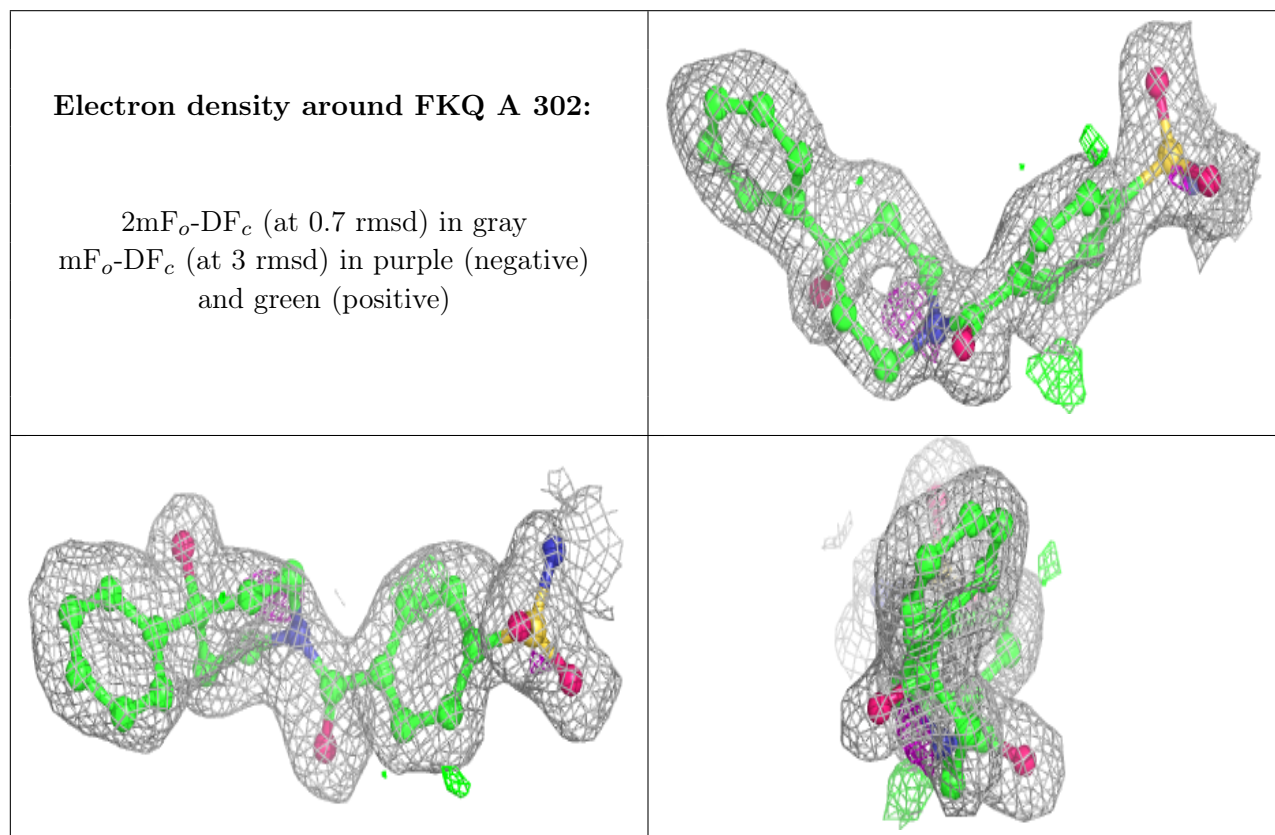 Electron density around FKQ A 302:
2mFₒ-DF𝑐 (at 0.7 rmsd) in gray
mFₒ-DF𝑐 (at 3 rmsd) in purple (negative)
and green (positive)